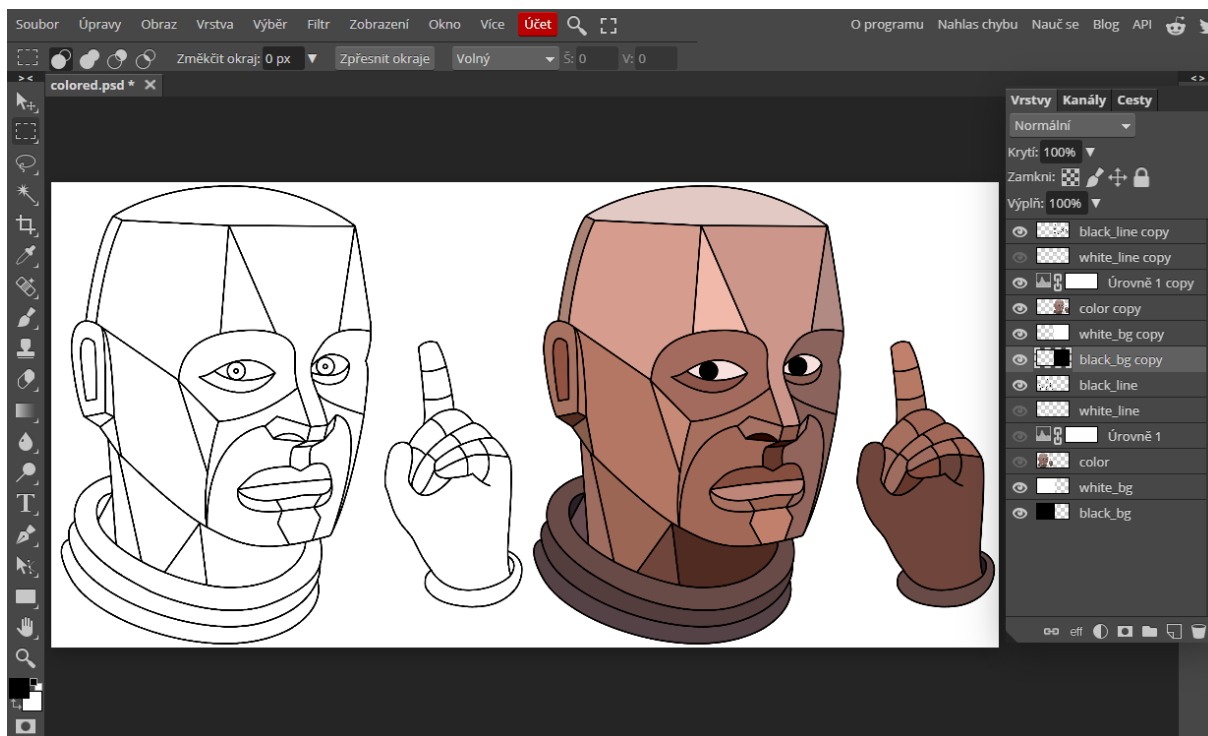 Soubor Úpravy Obraz Vrstva Výběr Filtr Zobrazení Okno Více Účet O programu Nahlas chybu Nauč se Blog API
Změkčit okraj: 0 px ▼ Zpřesnit okraje Volný Š: 0 V: 0
> < < >
colored.psd * ✕
Vrstvy Kanály Cesty
Normální
Krytí: 100% ▼
Zamkni:
Výplň: 100% ▼
black_line copy
white_line copy
Úrovně 1 copy
color copy
white_bg copy
black_bg copy
black_line
white_line
Úrovně 1
color
white_bg
black_bg
eff